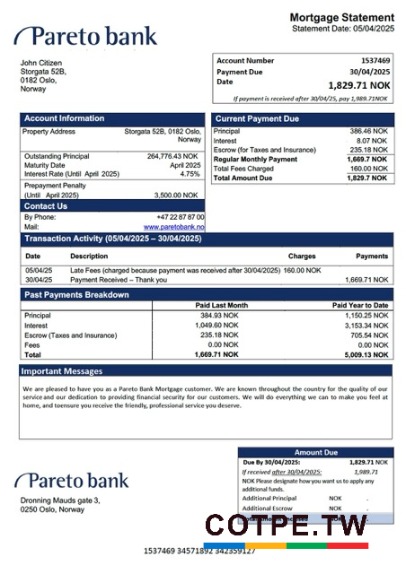 Mortgage Statement
Statement Date: 05/04/2025
Pareto bank
John Citizen
Storgata 52B,
0182 Oslo,
Norway
Account Number 1537469
Payment Due 30/04/2025
Date 1,829.71 NOK
If payment is received after 30/04/25, pay 1,989.71NOK
Account Information
Property Address Storgata 52B, 0182 Oslo,
Norway
Outstanding Principal 264,776.43 NOK
Maturity Date April 2025
Interest Rate (Until April 2025) 4.75%
Prepayment Penalty
(Until April 2025) 3,500.00 NOK
Contact Us
By Phone: +47 22 87 87 00
Mail: www.paretobank.no
Current Payment Due
Principal 386.46 NOK
Interest 8.07 NOK
Escrow (for Taxes and Insurance) 235.18 NOK
Regular Monthly Payment 1,669.7 NOK
Total Fees Charged 160.00 NOK
Total Amount Due 1,829.7 NOK
Transaction Activity (05/04/2025 – 30/04/2025)
Date Description Charges Payments
05/04/25 Late Fees (charged because payment was received after 30/04/2025) 160.00 NOK
30/04/25 Payment Received – Thank you 1,669.71 NOK
Past Payments Breakdown
Paid Last Month Paid Year to Date
Principal 384.93 NOK 1,150.25 NOK
Interest 1,049.60 NOK 3,153.34 NOK
Escrow (Taxes and Insurance) 235.18 NOK 705.54 NOK
Fees 0.00 NOK 0.00 NOK
Total 1,669.71 NOK 5,009.13 NOK
Important Messages
We are pleased to have you as a Pareto Bank Mortgage customer. We are known throughout the country for the quality of our
service and our dedication to providing financial security for our customers. We will do everything we can to make you feel at
home, and toensure you receive the friendly, professional service you deserve.
Pareto bank
Dronning Mauds gate 3,
0250 Oslo, Norway
Amount Due
Due By 30/04/2025: 1,829.71 NOK
If received after 30/04/2025: 1,989.71
NOK Please designate how you want us to apply any
additional funds.
Additional Principal NOK .
Additional Escrow NOK .
COTPE.TW
1537469 34571892 342359127